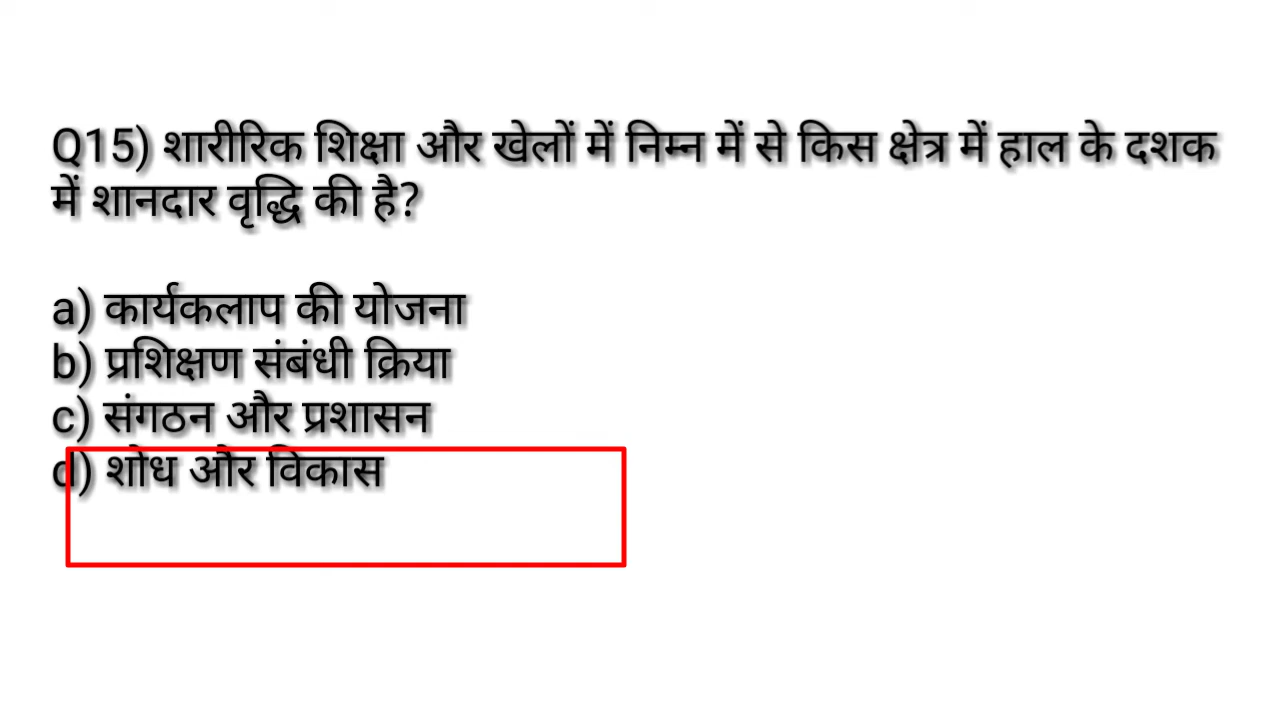 Q15) शारीरिक शिक्षा और खेलों में निम्न में से किस क्षेत्र में हाल के दशक
में शानदार वृद्धि की है?
a) कार्यकलाप की योजना
b) प्रशिक्षण संबंधी क्रिया
c) संगठन और प्रशासन
d) शोध और विकास